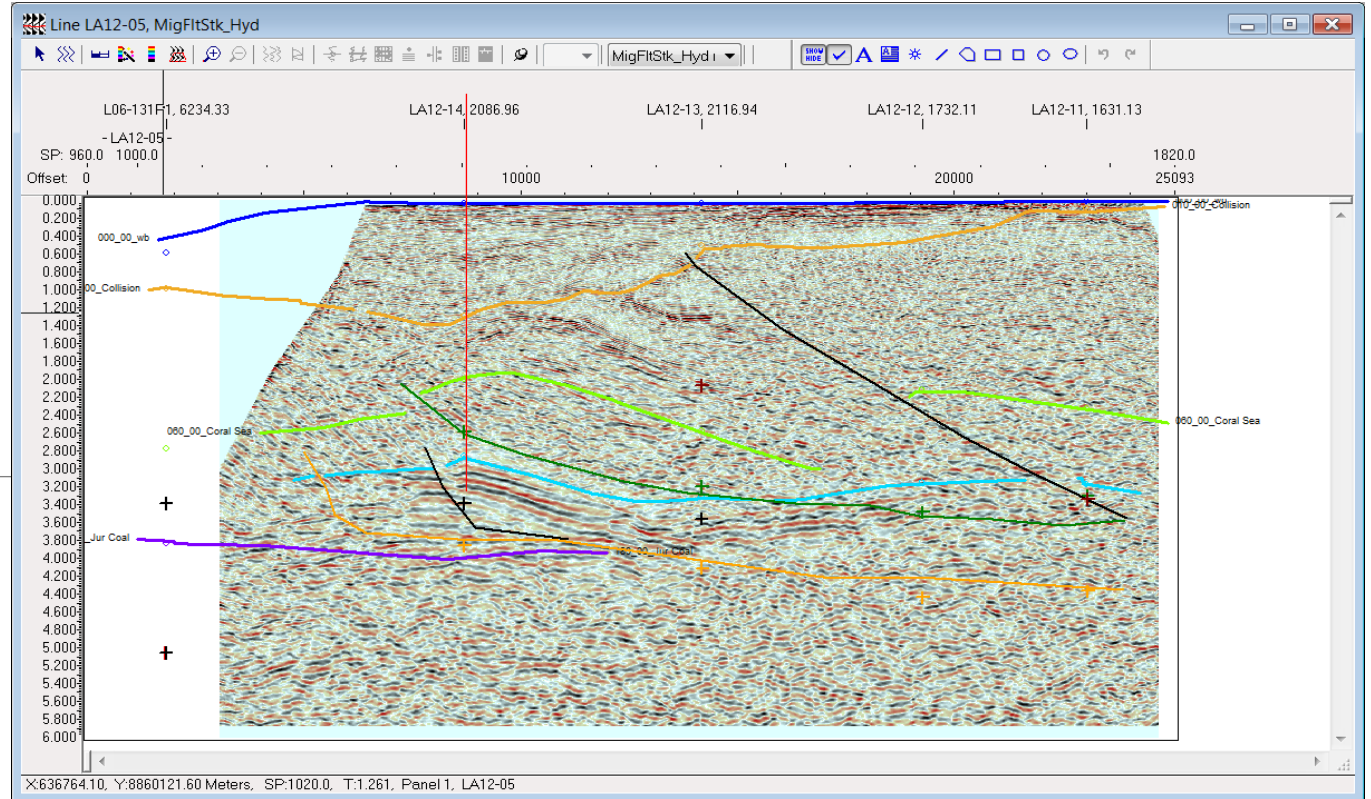 Line LA12-05, MigFltStk_Hyd
MigFltStk_Hyd
SHOW HIDE A A
L06-131F-1, 6234.33 LA12-14, 2086.96 LA12-13, 2116.94 LA12-12, 1732.11 LA12-11, 1631.13
- LA12-05 -
SP: 960.0 1000.0 1820.0
Offset: 0 10000 20000 25093
0.000
0.200
010_00_Collision
0.400
000_00_wb
0.600
0.800
1.000
00_Collision
1.200
1.400
1.600
1.800
2.000
2.200
2.400
060_00_Coral Sea
2.600
060_00_Coral Sea
2.800
3.000
3.200
3.400
3.600
3.800
Jur Coal
Jur Coal
4.000
4.200
4.400
4.600
4.800
5.000
5.200
5.400
5.600
5.800
6.000
X:636764.10, Y:8860121.60 Meters, SP:1020.0, T:1.261, Panel 1, LA12-05